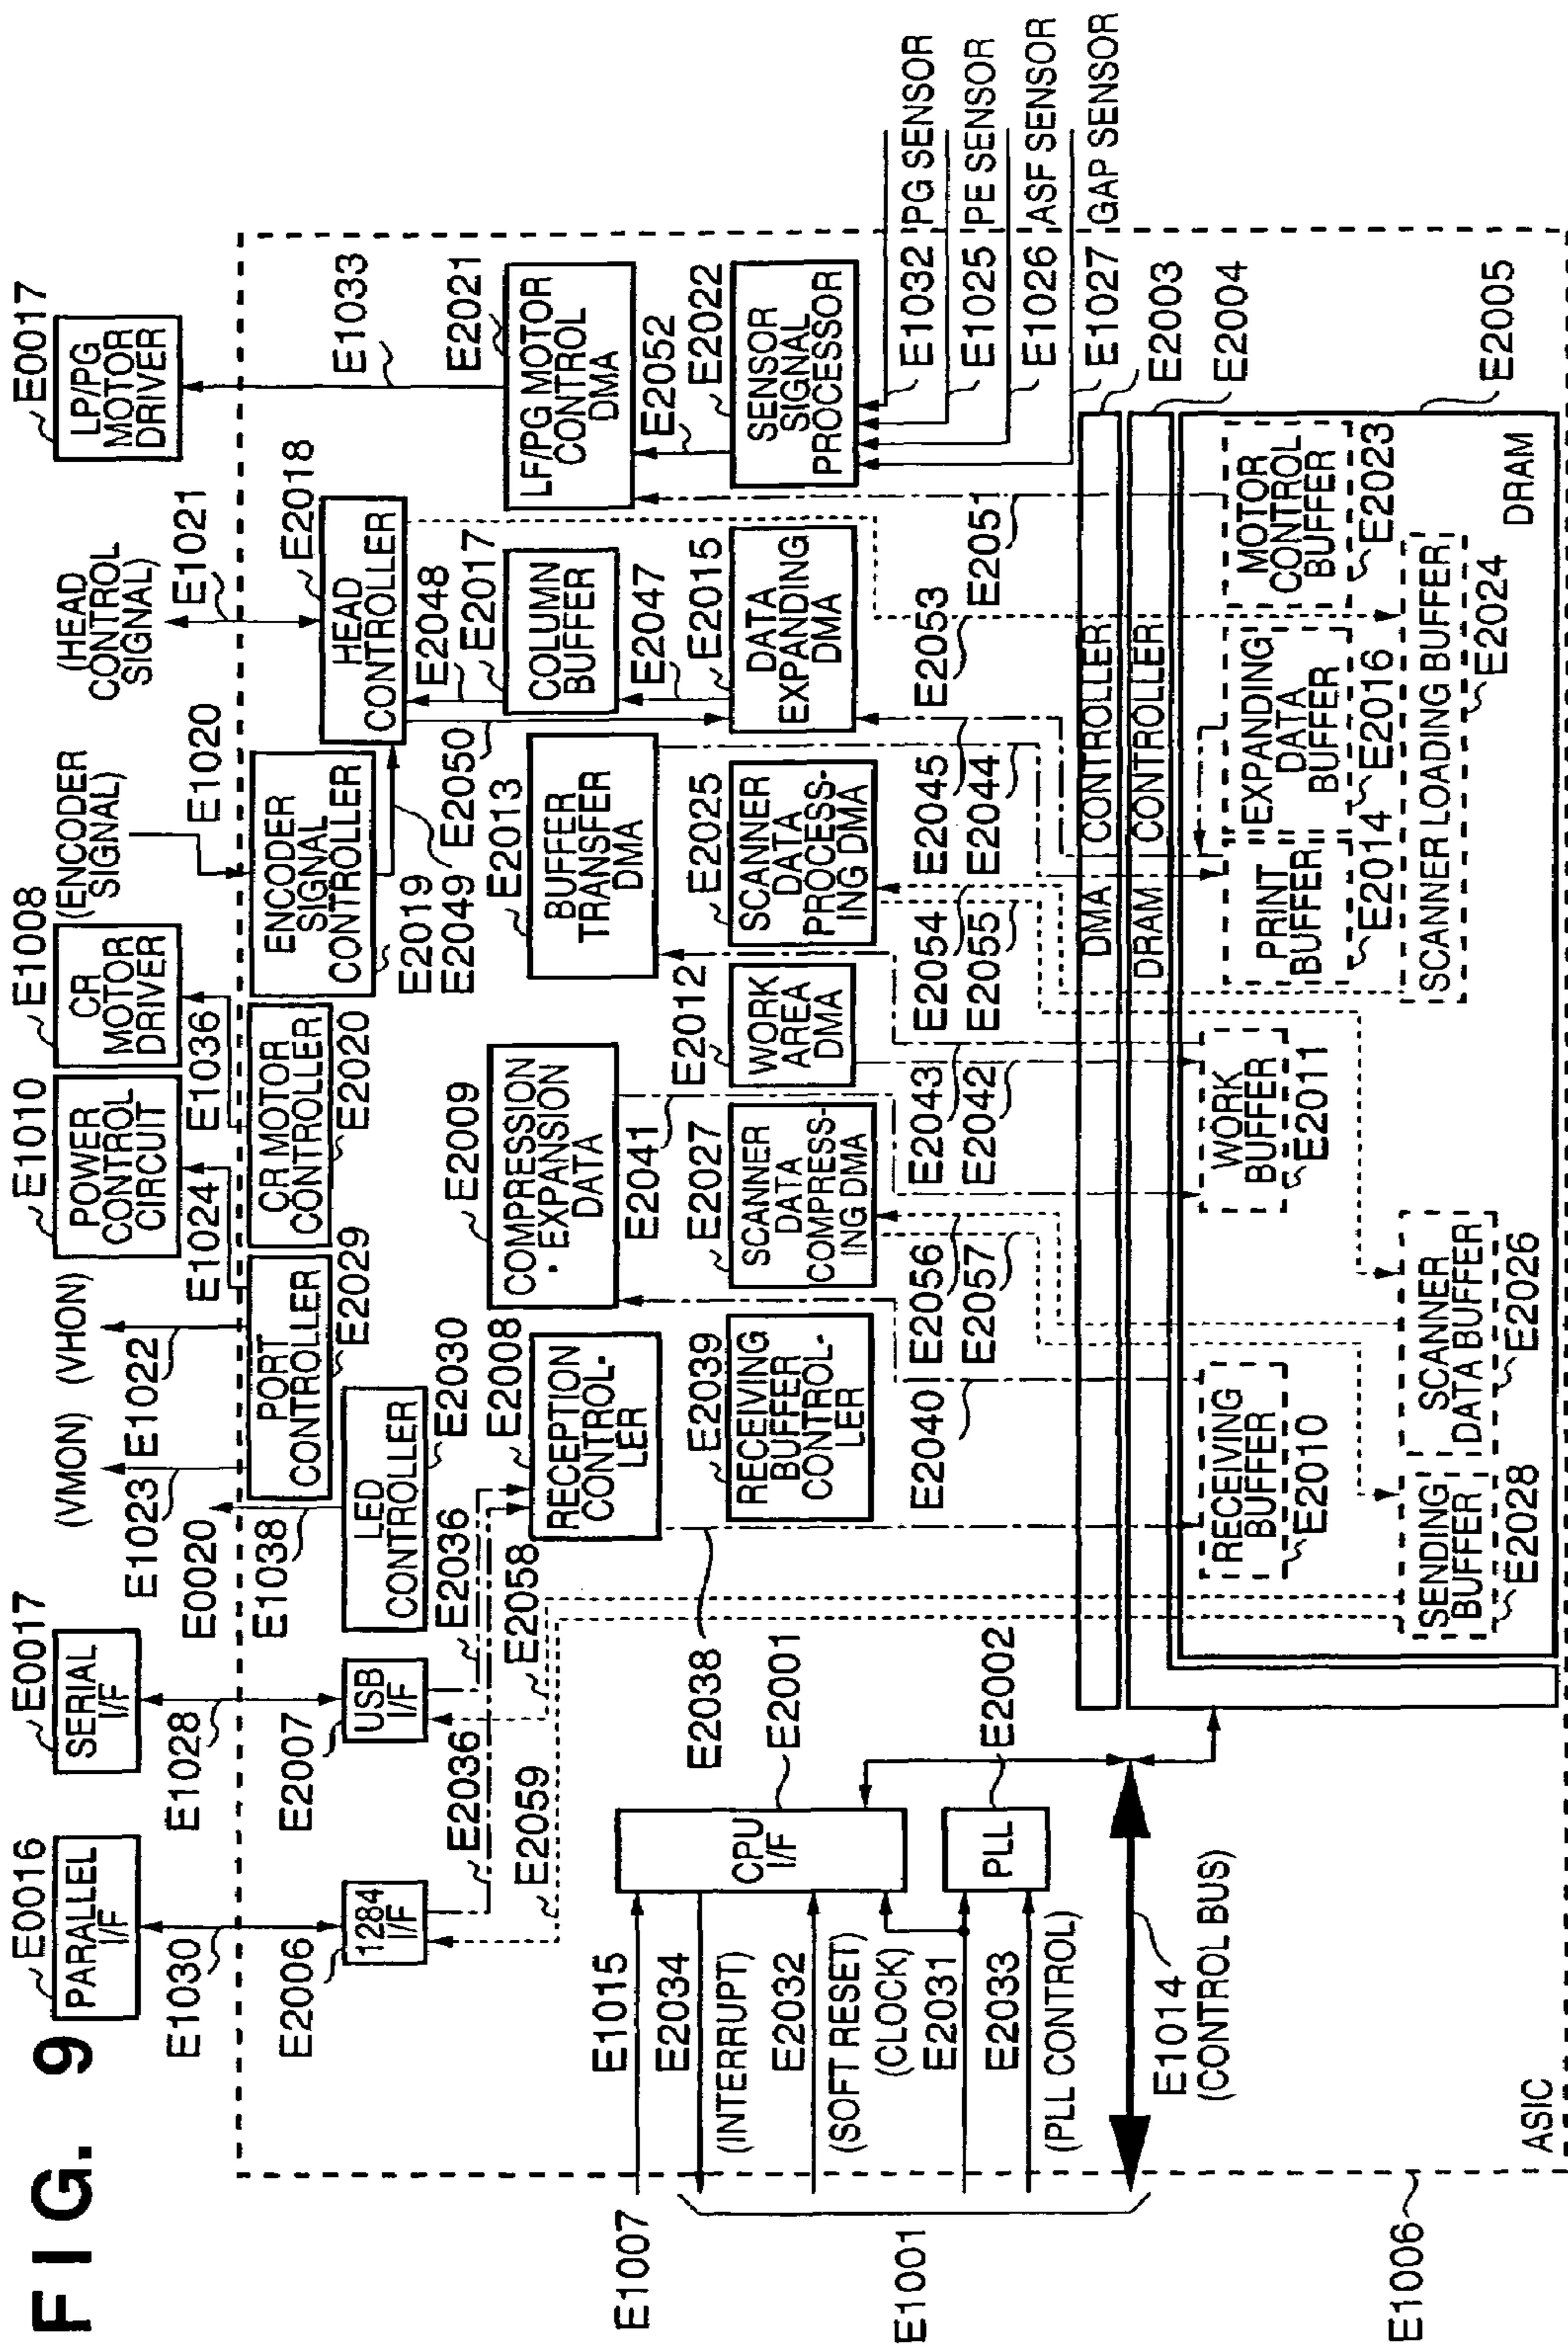 FIG. 9
E0016
PARALLEL
I/F
E0017
SERIAL
I/F
(VMON)
(VHON)
E1010
POWER
CONTROL
CIRCUIT
E1008
CR
MOTOR
DRIVER
(ENCODER
SIGNAL)
(HEAD
CONTROL
SIGNAL)
E0017
LP/PG
MOTOR
DRIVER
E1030
E1028
E0020
E1023
E1022
E1024
E1036
E1020
E1021
E1033
E2006
1284
I/F
E2007
USB
I/F
E1038
LED
CONTROLLER
E2030
PORT
CONTROLLER
E2029
CR MOTOR
CONTROLLER
E2020
ENCODER
SIGNAL
CONTROLLER
E2019
E2049
E2050
HEAD
CONTROLLER
E2018
E2036
E2036
E2058
E2059
E2008
RECEPTION
CONTROL-
LER
E2009
COMPRESSION
· EXPANSION
DATA
E2013
BUFFER
TRANSFER
DMA
E2048
E2017
COLUMN
BUFFER
E2047
E2021
LF/PG MOTOR
CONTROL
DMA
E2052
E2038
E2039
RECEIVING
BUFFER
CONTROL-
LER
E2041
E2027
SCANNER
DATA
COMPRESS-
ING DMA
E2012
WORK
AREA
DMA
E2025
SCANNER
DATA
PROCESS-
ING DMA
E2015
DATA
EXPANDING
DMA
E2022
SENSOR
SIGNAL
PROCESSOR
E1032
PG SENSOR
E1025
PE SENSOR
E1026
ASF SENSOR
E1027
GAP SENSOR
E1007
E1015
E2034
(INTERRUPT)
E2032
(SOFT RESET)
(CLOCK)
E2031
E2033
(PLL CONTROL)
E1001
CPU
I/F
E2001
PLL
E2002
E1014
(CONTROL BUS)
E2040
E2056
E2057
E2043
E2042
E2054
E2055
E2045
E2044
E2053
E2051
DMA CONTROLLER
E2003
DRAM CONTROLLER
E2004
RECEIVING
BUFFER
E2010
WORK
BUFFER
E2011
PRINT
BUFFER
E2014
EXPANDING
DATA
BUFFER
E2016
MOTOR
CONTROL
BUFFER
E2023
E2005
SENDING
BUFFER
E2028
SCANNER
DATA BUFFER
E2026
SCANNER LOADING BUFFER
E2024
DRAM
E1006
ASIC